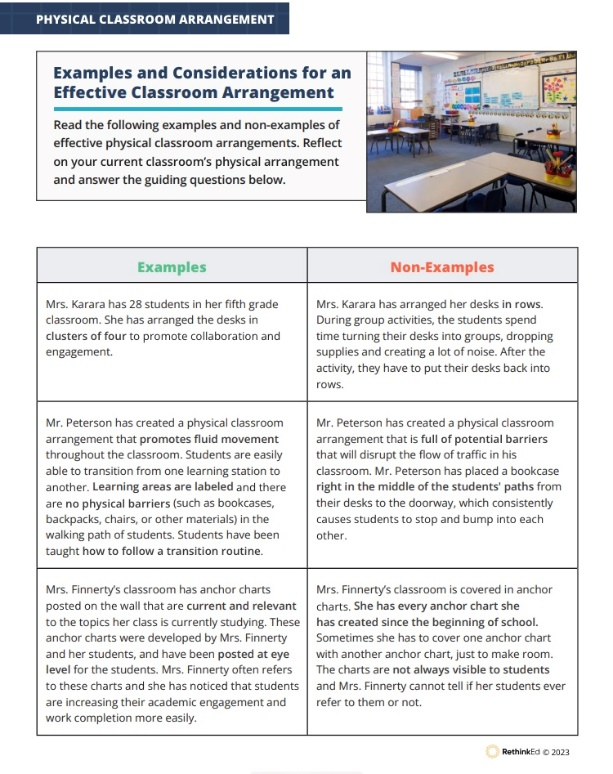 PHYSICAL CLASSROOM ARRANGEMENT
Examples and Considerations for an
Effective Classroom Arrangement
Read the following examples and non-examples of
effective physical classroom arrangements. Reflect
on your current classroom's physical arrangement
and answer the guiding questions below.
Examples
Non-Examples
Mrs. Karara has 28 students in her fifth grade
classroom. She has arranged the desks in
clusters of four to promote collaboration and
engagement.
Mrs. Karara has arranged her desks in rows.
During group activities, the students spend
time turning their desks into groups, dropping
supplies and creating a lot of noise. After the
activity, they have to put their desks back into
rows.
Mr. Peterson has created a physical classroom
arrangement that promotes fluid movement
throughout the classroom. Students are easily
able to transition from one learning station to
another. Learning areas are labeled and there
are no physical barriers (such as bookcases,
backpacks, chairs, or other materials) in the
walking path of students. Students have been
taught how to follow a transition routine.
Mr. Peterson has created a physical classroom
arrangement that is full of potential barriers
that will disrupt the flow of traffic in his
classroom. Mr. Peterson has placed a bookcase
right in the middle of the students' paths from
their desks to the doorway, which consistently
causes students to stop and bump into each
other.
Mrs. Finnerty's classroom has anchor charts
posted on the wall that are current and relevant
to the topics her class is currently studying. These
anchor charts were developed by Mrs. Finnerty
and her students, and have been posted at eye
level for the students. Mrs. Finnerty often refers
to these charts and she has noticed that students
are increasing their academic engagement and
work completion more easily.
Mrs. Finnerty's classroom is covered in anchor
charts. She has every anchor chart she
has created since the beginning of school.
Sometimes she has to cover one anchor chart
with another anchor chart, just to make room.
The charts are not always visible to students
and Mrs. Finnerty cannot tell if her students ever
refer to them or not.
RethinkEd © 2023